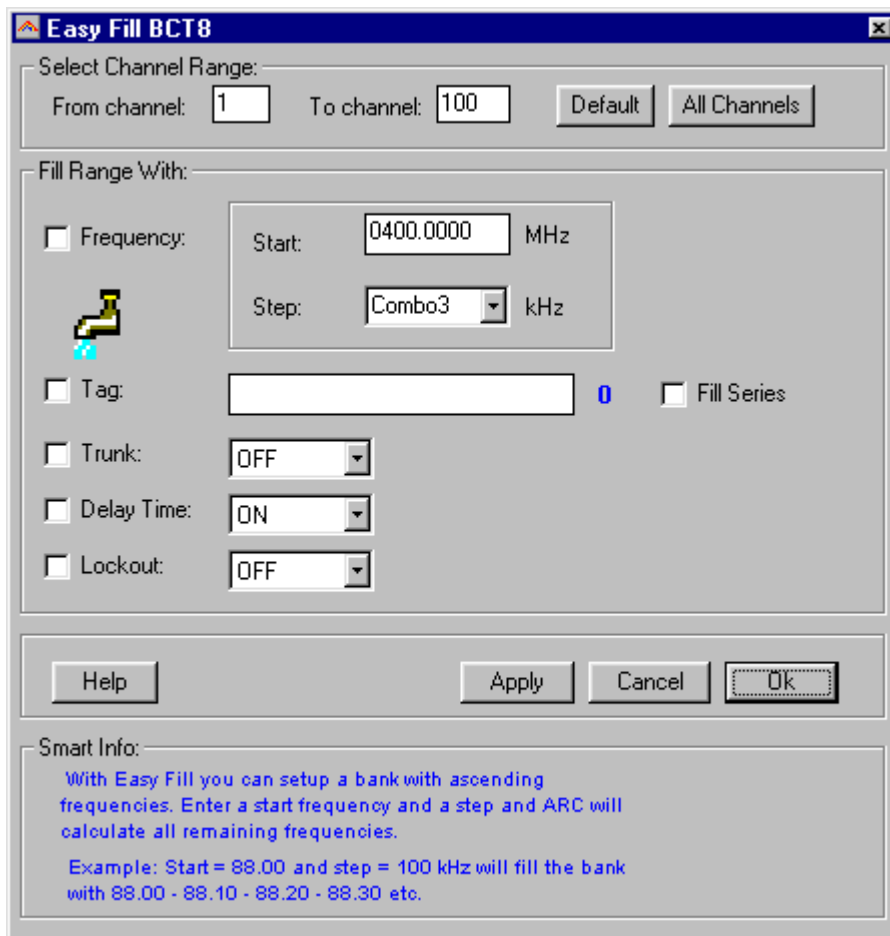 Easy Fill BCT8
Select Channel Range:
From channel: 1 To channel: 100 Default All Channels
Fill Range With:
Frequency: Start: 0400.0000 MHz
Step: Combo3 kHz
Tag: 0 Fill Series
Trunk: OFF
Delay Time: ON
Lockout: OFF
Help Apply Cancel Ok
Smart Info:
With Easy Fill you can setup a bank with ascending
frequencies. Enter a start frequency and a step and ARC will
calculate all remaining frequencies.
Example: Start = 88.00 and step = 100 kHz will fill the bank
with 88.00 - 88.10 - 88.20 - 88.30 etc.